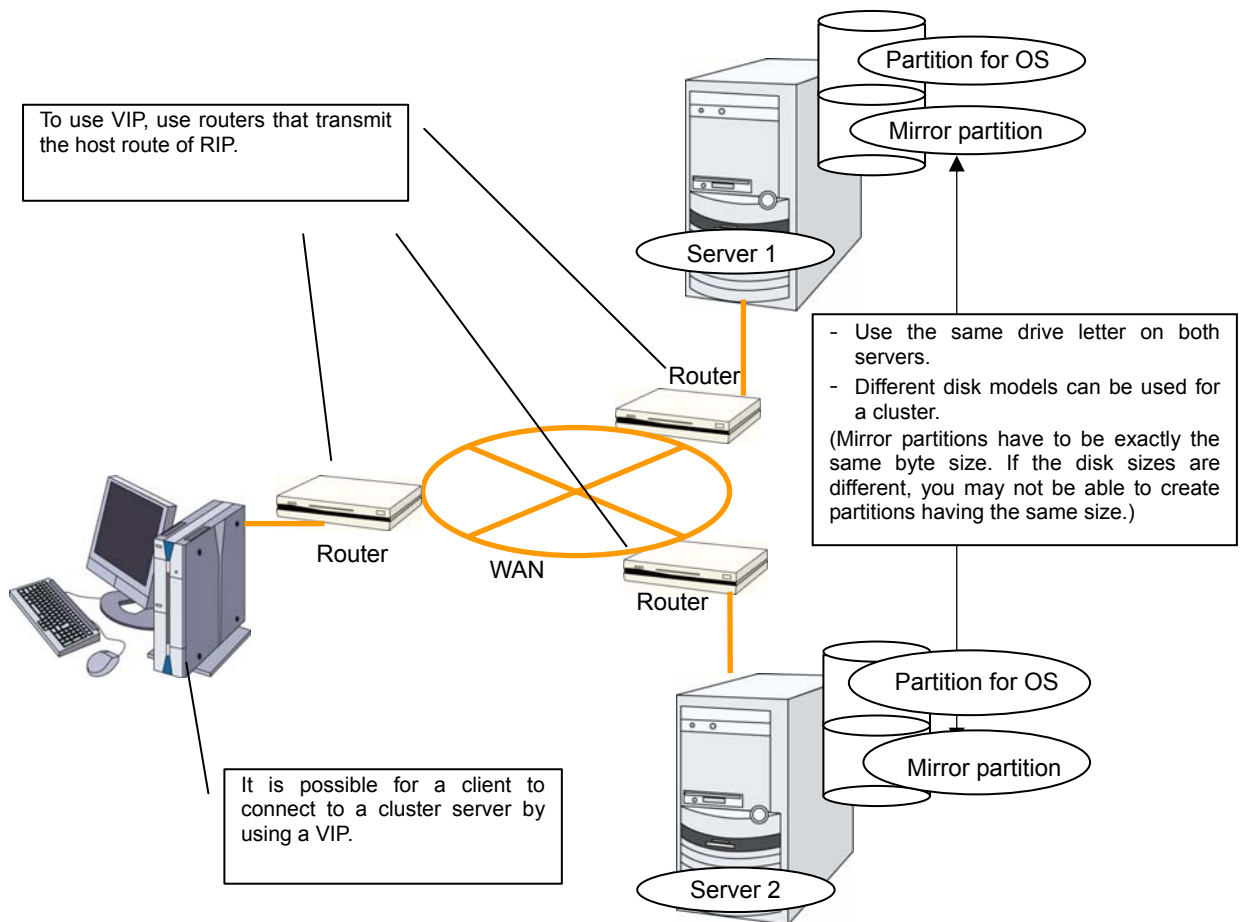 Partition for OS
Mirror partition
To use VIP, use routers that transmit
the host route of RIP.
Server 1
- Use the same drive letter on both
servers.
- Different disk models can be used for
a cluster.
(Mirror partitions have to be exactly the
same byte size. If the disk sizes are
different, you may not be able to create
partitions having the same size.)
Router
Router
WAN
Router
Partition for OS
Mirror partition
It is possible for a client to
connect to a cluster server by
using a VIP.
Server 2